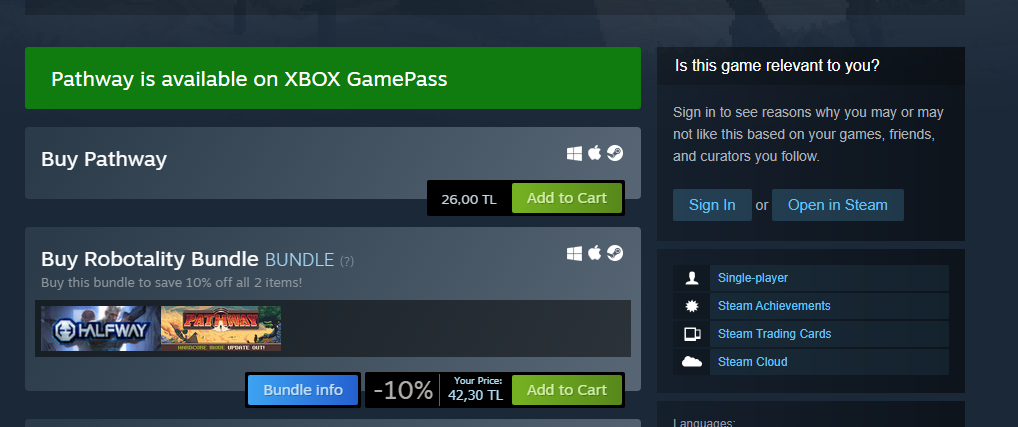 Pathway is available on XBOX GamePass
Buy Pathway
26,00 TL
Add to Cart
Buy Robotality Bundle BUNDLE (?)
Buy this bundle to save 10% off all 2 items!
HALFWAY
PATHWAY
HARDCORE MODE UPDATE OUT!
Bundle info
-10%
Your Price:
42,30 TL
Add to Cart
Is this game relevant to you?
Sign in to see reasons why you may or may
not like this based on your games, friends,
and curators you follow.
Sign In or Open in Steam
Single-player
Steam Achievements
Steam Trading Cards
Steam Cloud
Languages: